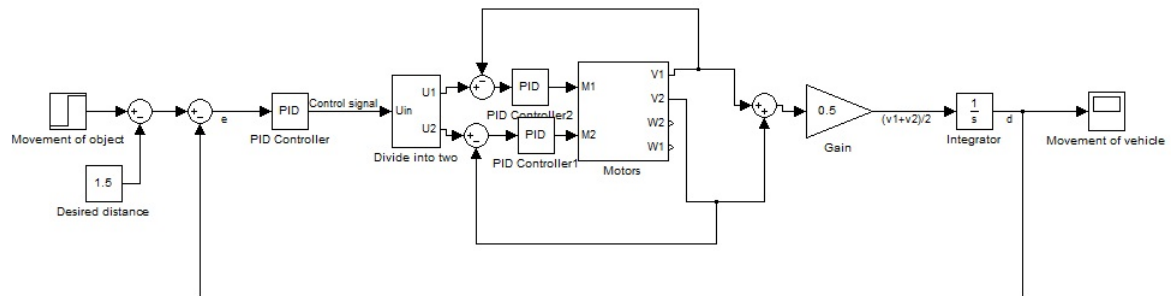 Movement of object
1.5
Desired distance
e
PID
PID Controller
Control signal
Uin
U1
U2
Divide into two
PID
PID Controller2
PID
PID Controller1
M1
M2
V1
V2
W2
W1
Motors
0.5
Gain
(v1+v2)/2
1
s
Integrator
d
Movement of vehicle